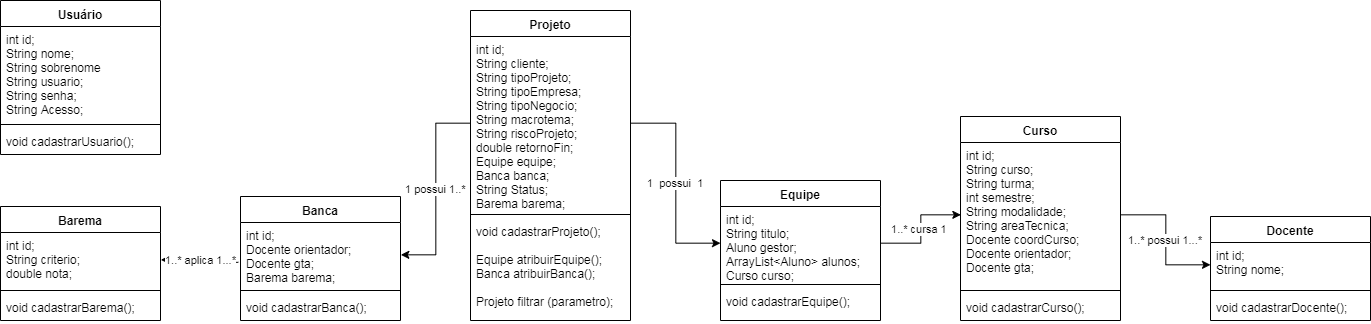 Usuário
int id;
String nome;
String sobrenome
String usuario;
String senha;
String Acesso;
void cadastrarUsuario();
Projeto
int id;
String cliente;
String tipoProjeto;
String tipoEmpresa;
String tipoNegocio;
String macrotema;
String riscoProjeto;
double retornoFin;
Equipe equipe;
Banca banca;
String Status;
Barema barema;
void cadastrarProjeto();
Equipe atribuirEquipe();
Banca atribuirBanca();
Projeto filtrar (parametro);
1 possui 1..*
1 possui 1
Barema
int id;
String criterio;
double nota;
void cadastrarBarema();
1..* aplica 1...*
Banca
int id;
Docente orientador;
Docente gta;
Barema barema;
void cadastrarBanca();
Equipe
int id;
String titulo;
Aluno gestor;
ArrayList<Aluno> alunos;
Curso curso;
void cadastrarEquipe();
1..* cursa 1
Curso
int id;
String curso;
String turma;
int semestre;
String modalidade;
String areaTecnica;
Docente coordCurso;
Docente orientador;
Docente gta;
void cadastrarCurso();
1..* possui 1...*
Docente
int id;
String nome;
void cadastrarDocente();